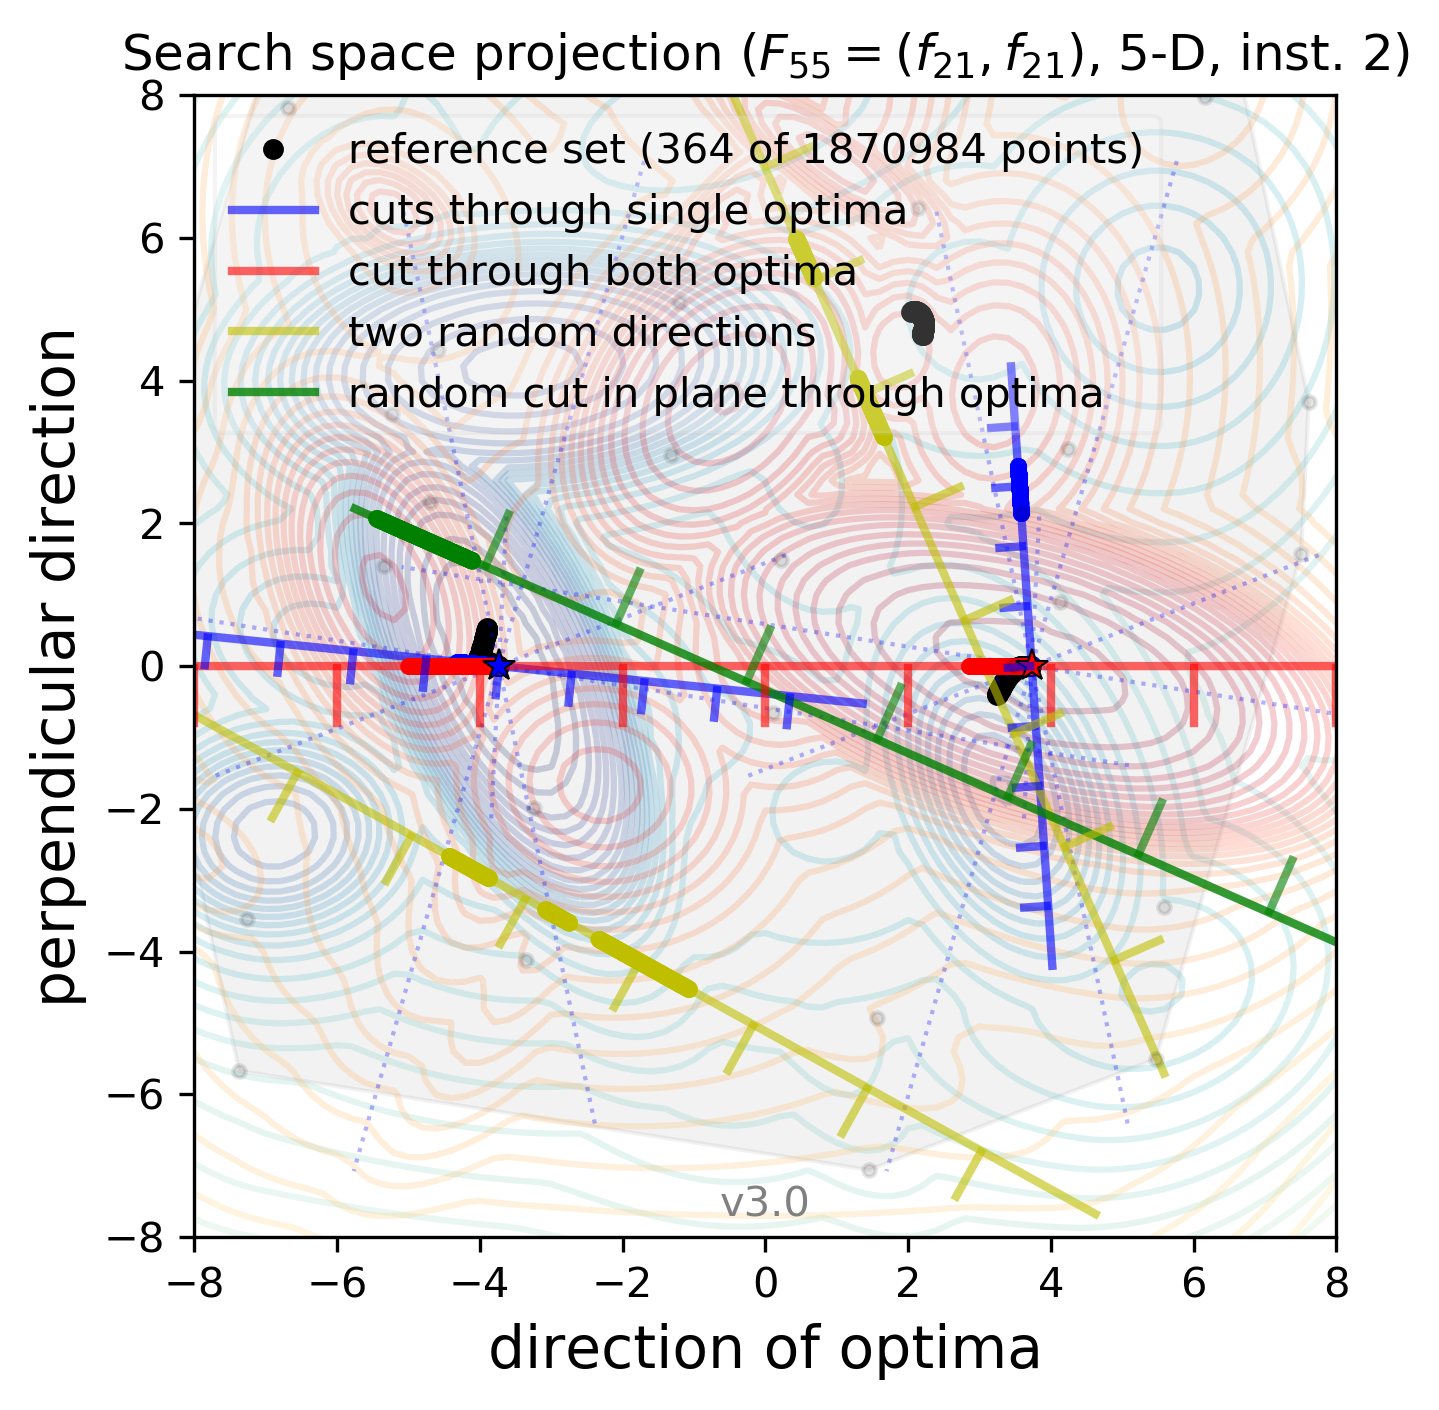 Search space projection (F₅₅ = (f₂₁, f₂₁), 5-D, inst. 2)
8
reference set (364 of 1870984 points)
cuts through single optima
6
cut through both optima
two random directions
4
random cut in plane through optima
2
0
−2
−4
−6
−8
perpendicular direction
v3.0
−8 −6 −4 −2 0 2 4 6 8
direction of optima